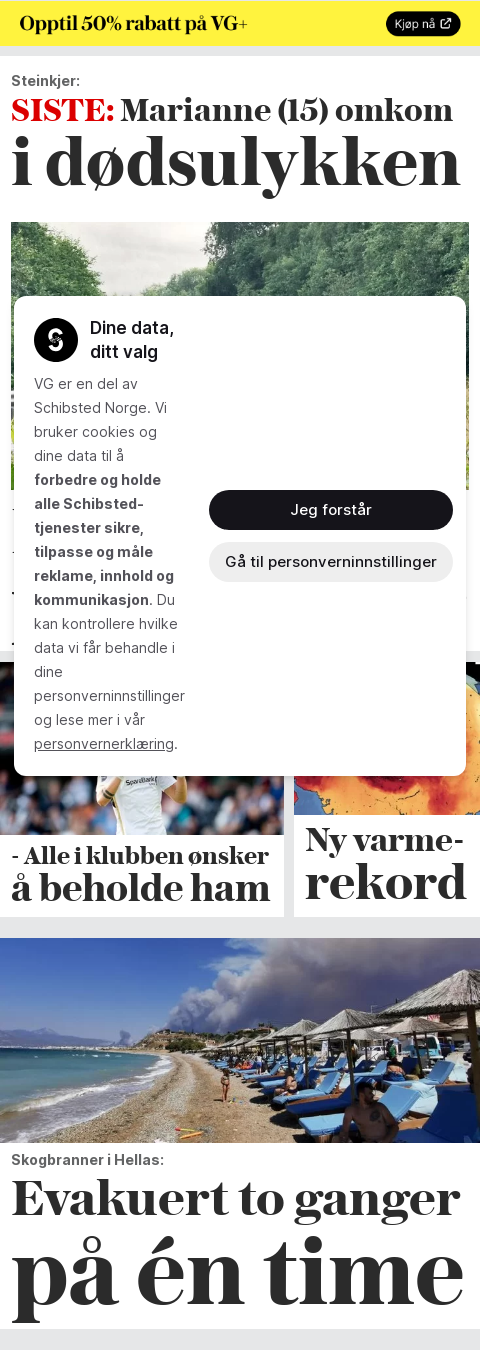 Opptil 50% rabatt på VG+
Kjøp nå
Steinkjer:
SISTE: Marianne (15) omkom
i dødsulykken
Dine data,
ditt valg
VG er en del av
Schibsted Norge. Vi
bruker cookies og
dine data til å
forbedre og holde
alle Schibsted-
tjenester sikre,
tilpasse og måle
reklame, innhold og
kommunikasjon. Du
kan kontrollere hvilke
data vi får behandle i
dine
personverninnstillinger
og lese mer i vår
personvernerklæring.
Jeg forstår
Gå til personverninnstillinger
SpareBank
- Alle i klubben ønsker
å beholde ham
Ny varme-
rekord
Skogbranner i Hellas:
Evakuert to ganger
på én time